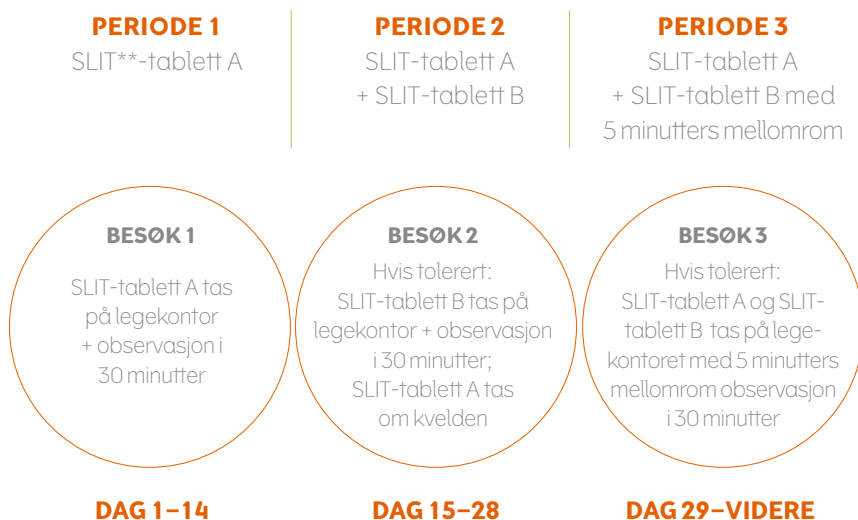 PERIODE 1
SLIT**-tablett A
PERIODE 2
SLIT-tablett A
+ SLIT-tablett B
PERIODE 3
SLIT-tablett A
+ SLIT-tablett B med
5 minutters mellomrom
BESØK 1
SLIT-tablett A tas
på legekontor
+ observasjon i
30 minutter
BESØK 2
Hvis tolerert:
SLIT-tablett B tas på
legekontor + observasjon
i 30 minutter;
SLIT-tablett A tas
om kvelden
BESØK 3
Hvis tolerert:
SLIT-tablett A og SLIT-
tablett B tas på lege-
kontoret med 5 minutters
mellomrom observasjon
i 30 minutter
DAG 1–14
DAG 15–28
DAG 29–VIDERE